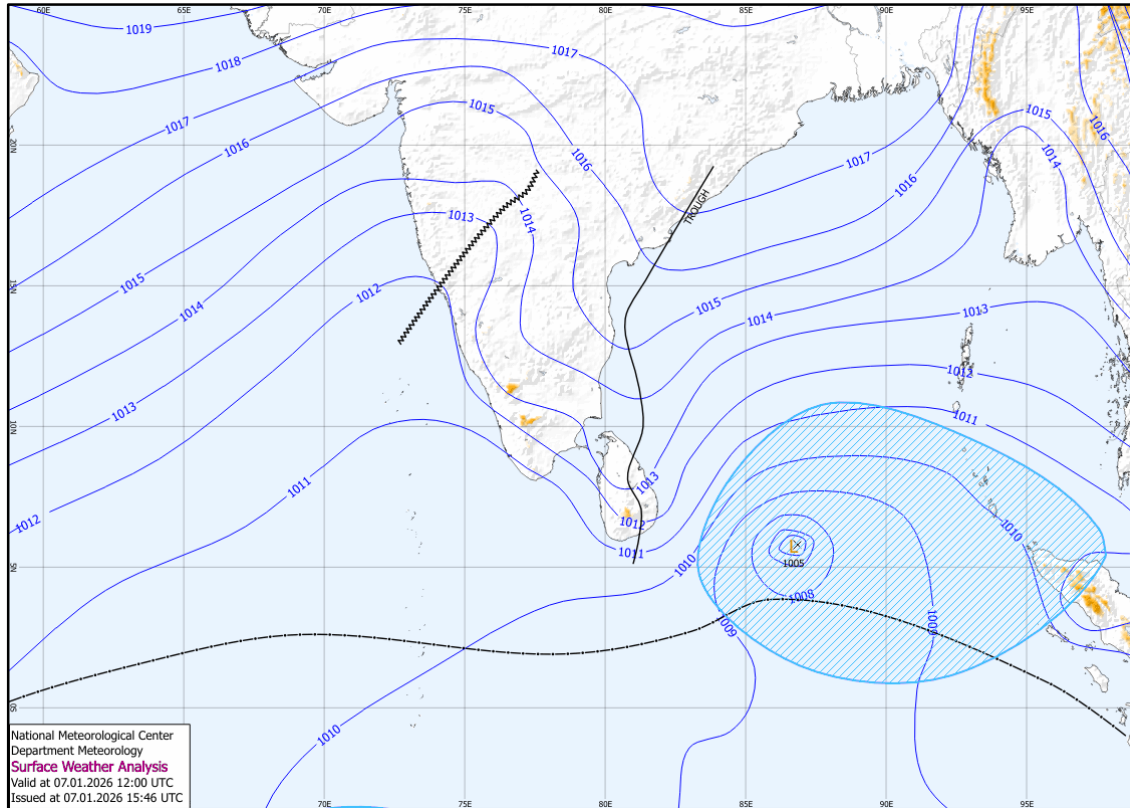 60E
65E
75E
80E
85E
90E
95E
1019
1018
1017
1017
1016
1015
1016
1015
1014
1013
1012
1014
1013
1012
1011
1017
1016
1015
1014
1016
1015
1014
1013
1012
1011
1010
TROUGH
20N
15N
10N
5N
1015
1014
1013
1012
1011
1013
1012
1011
1010
L
1005
1008
1009
1009
1010
National Meteorological Center
Department Meteorology
Surface Weather Analysis
Valid at 07.01.2026 12:00 UTC
Issued at 07.01.2026 15:46 UTC
70E
75E
80E
85E
90E
95E